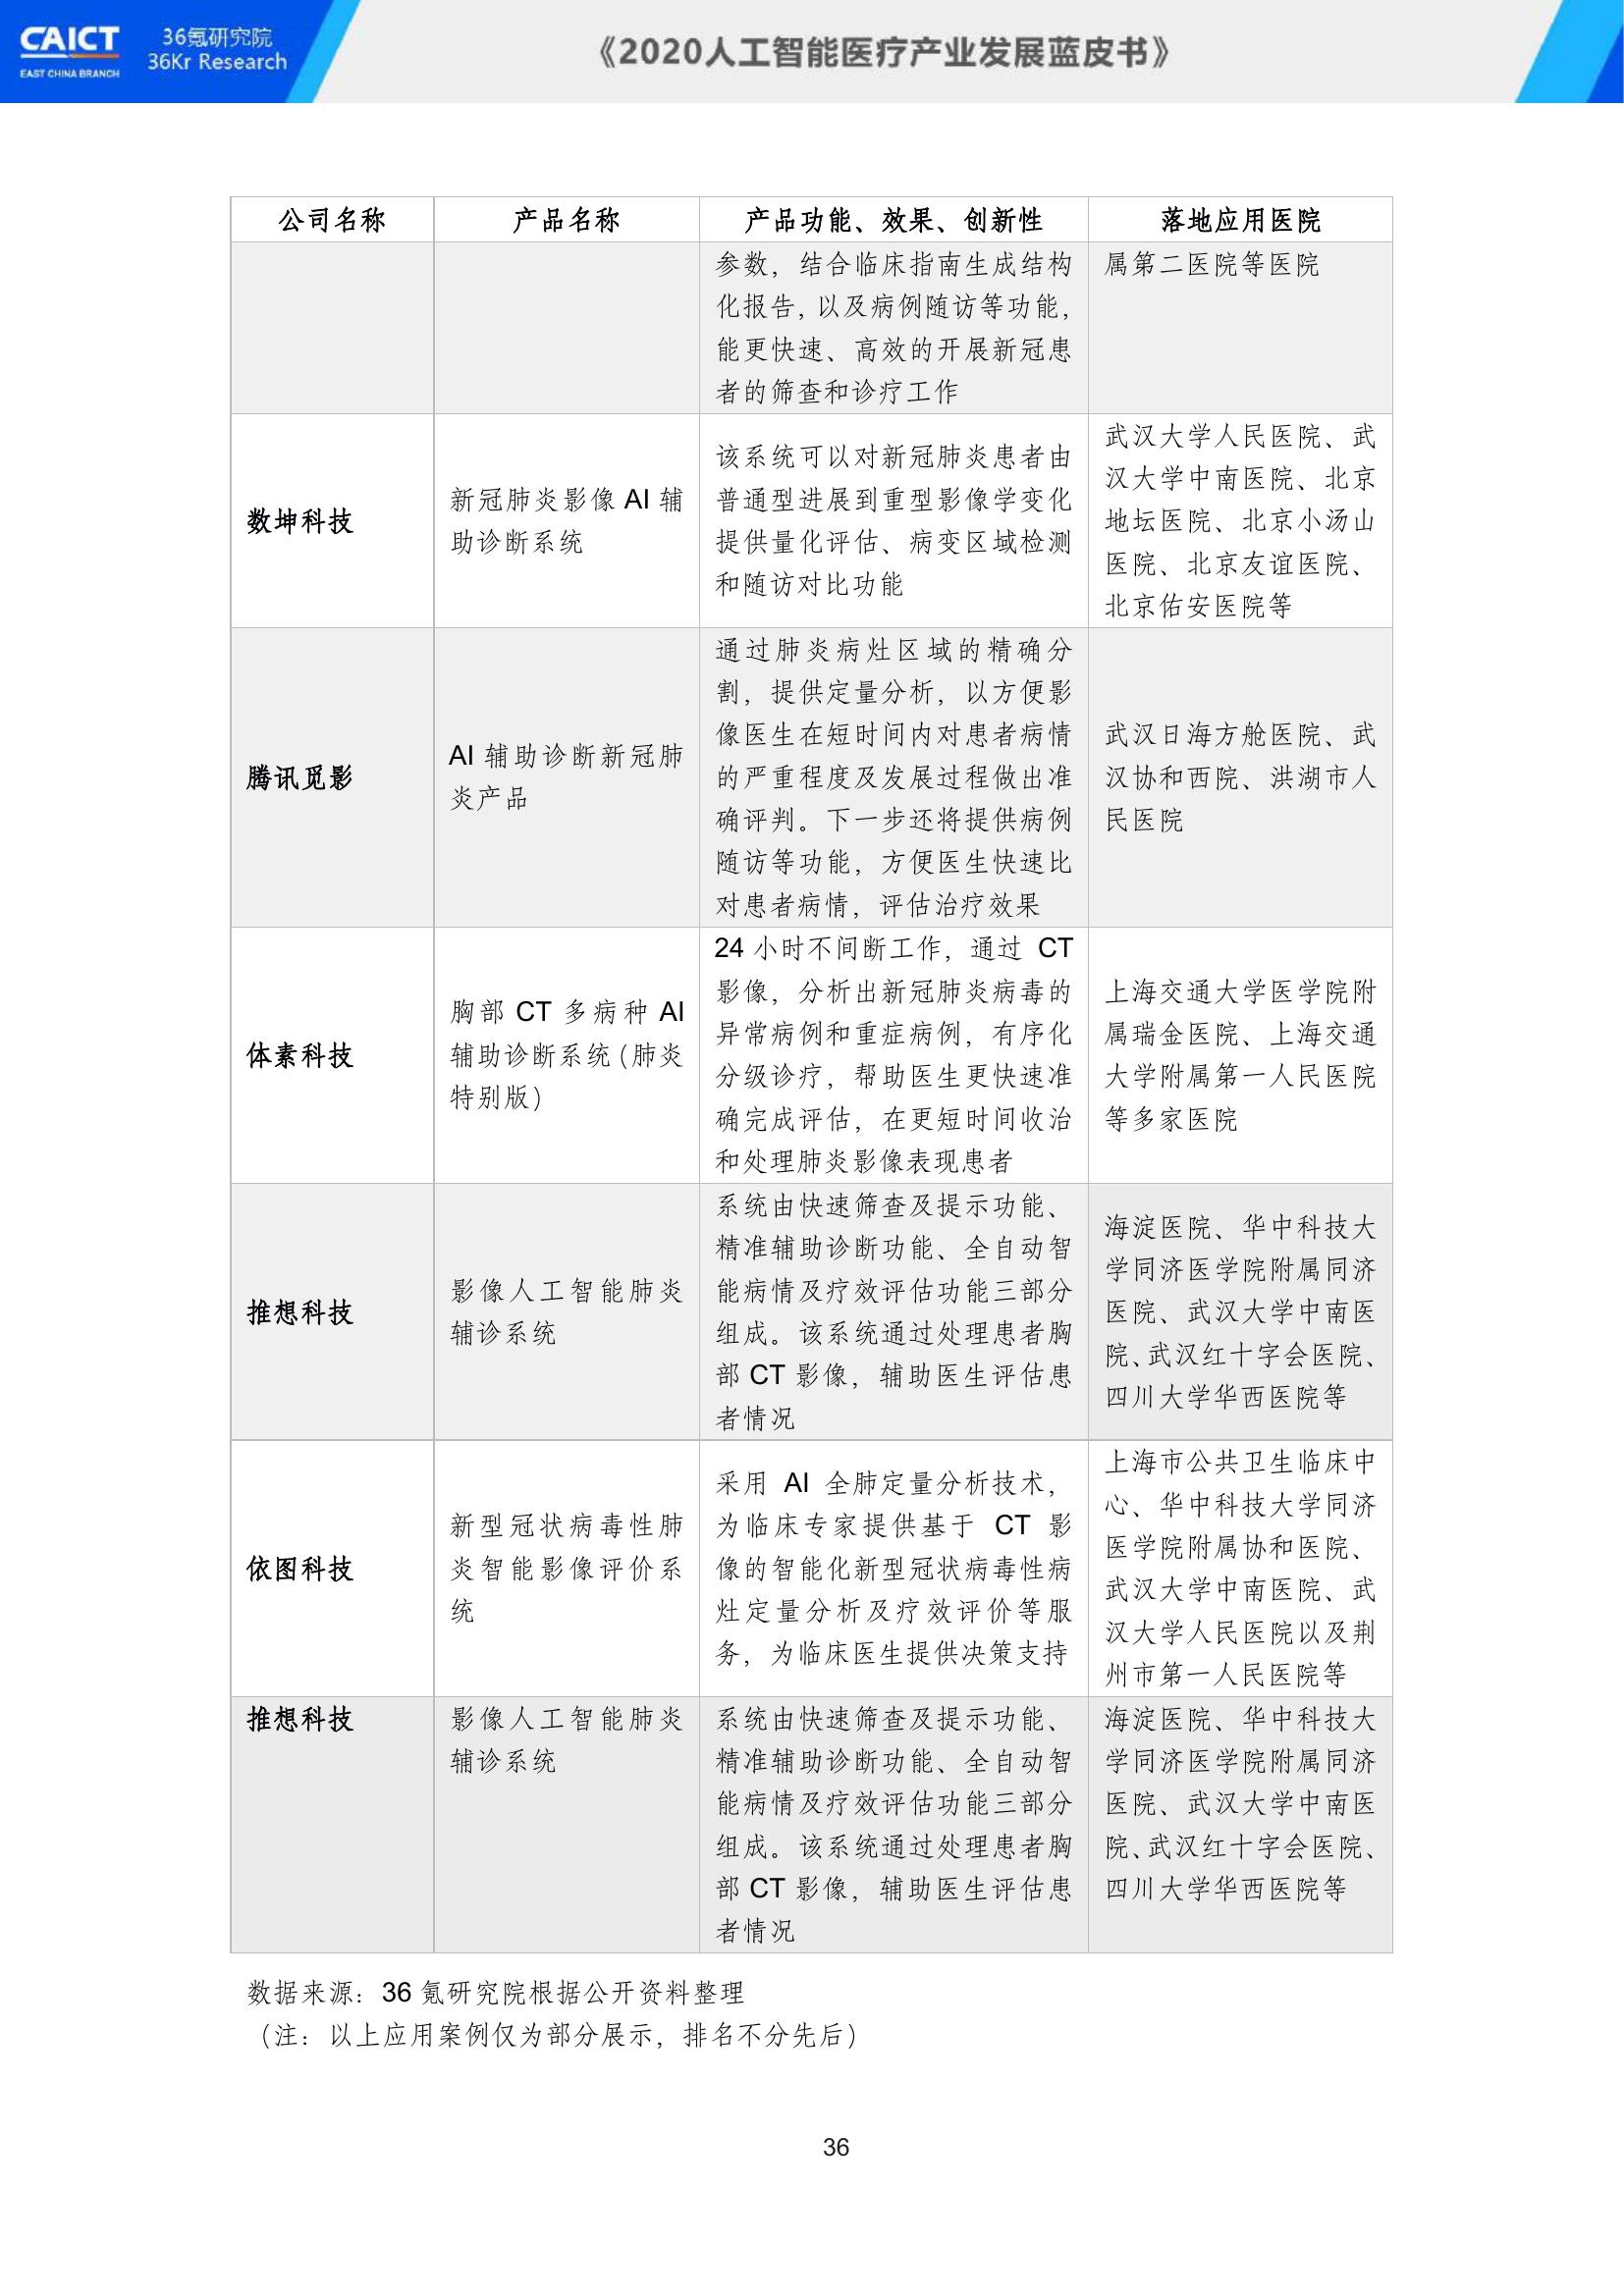 CAICT
EAST CHINA BRANCH
36氪研究院
36Kr Research
《2020人工智能医疗产业发展蓝皮书》
公司名称
产品名称
产品功能、效果、创新性
落地应用医院
参数，结合临床指南生成结构
化报告，以及病例随访等功能，
能更快速、高效的开展新冠患
者的筛查和诊疗工作
属第二医院等医院
数坤科技
新冠肺炎影像 AI 辅
助诊断系统
该系统可以对新冠肺炎患者由
普通型进展到重型影像学变化
提供量化评估、病变区域检测
和随访对比功能
武汉大学人民医院、武
汉大学中南医院、北京
地坛医院、北京小汤山
医院、北京友谊医院、
北京佑安医院等
腾讯觅影
AI 辅助诊断新冠肺
炎产品
通过肺炎病灶区域的精确分
割，提供定量分析，以方便影
像医生在短时间内对患者病情
的严重程度及发展过程做出准
确评判。下一步还将提供病例
随访等功能，方便医生快速比
对患者病情，评估治疗效果
武汉日海方舱医院、武
汉协和西院、洪湖市人
民医院
体素科技
胸部 CT 多病种 AI
辅助诊断系统（肺炎
特别版）
24 小时不间断工作，通过 CT
影像，分析出新冠肺炎病毒的
异常病例和重症病例，有序化
分级诊疗，帮助医生更快速准
确完成评估，在更短时间收治
和处理肺炎影像表现患者
上海交通大学医学院附
属瑞金医院、上海交通
大学附属第一人民医院
等多家医院
推想科技
影像人工智能肺炎
辅诊系统
系统由快速筛查及提示功能、
精准辅助诊断功能、全自动智
能病情及疗效评估功能三部分
组成。该系统通过处理患者胸
部 CT 影像，辅助医生评估患
者情况
海淀医院、华中科技大
学同济医学院附属同济
医院、武汉大学中南医
院、武汉红十字会医院、
四川大学华西医院等
依图科技
新型冠状病毒性肺
炎智能影像评价系
统
采用 AI 全肺定量分析技术，
为临床专家提供基于 CT 影
像的智能化新型冠状病毒性病
灶定量分析及疗效评价等服
务，为临床医生提供决策支持
上海市公共卫生临床中
心、华中科技大学同济
医学院附属协和医院、
武汉大学中南医院、武
汉大学人民医院以及荆
州市第一人民医院等
推想科技
影像人工智能肺炎
辅诊系统
系统由快速筛查及提示功能、
精准辅助诊断功能、全自动智
能病情及疗效评估功能三部分
组成。该系统通过处理患者胸
部 CT 影像，辅助医生评估患
者情况
海淀医院、华中科技大
学同济医学院附属同济
医院、武汉大学中南医
院、武汉红十字会医院、
四川大学华西医院等
数据来源：36 氪研究院根据公开资料整理
（注：以上应用案例仅为部分展示，排名不分先后）
36